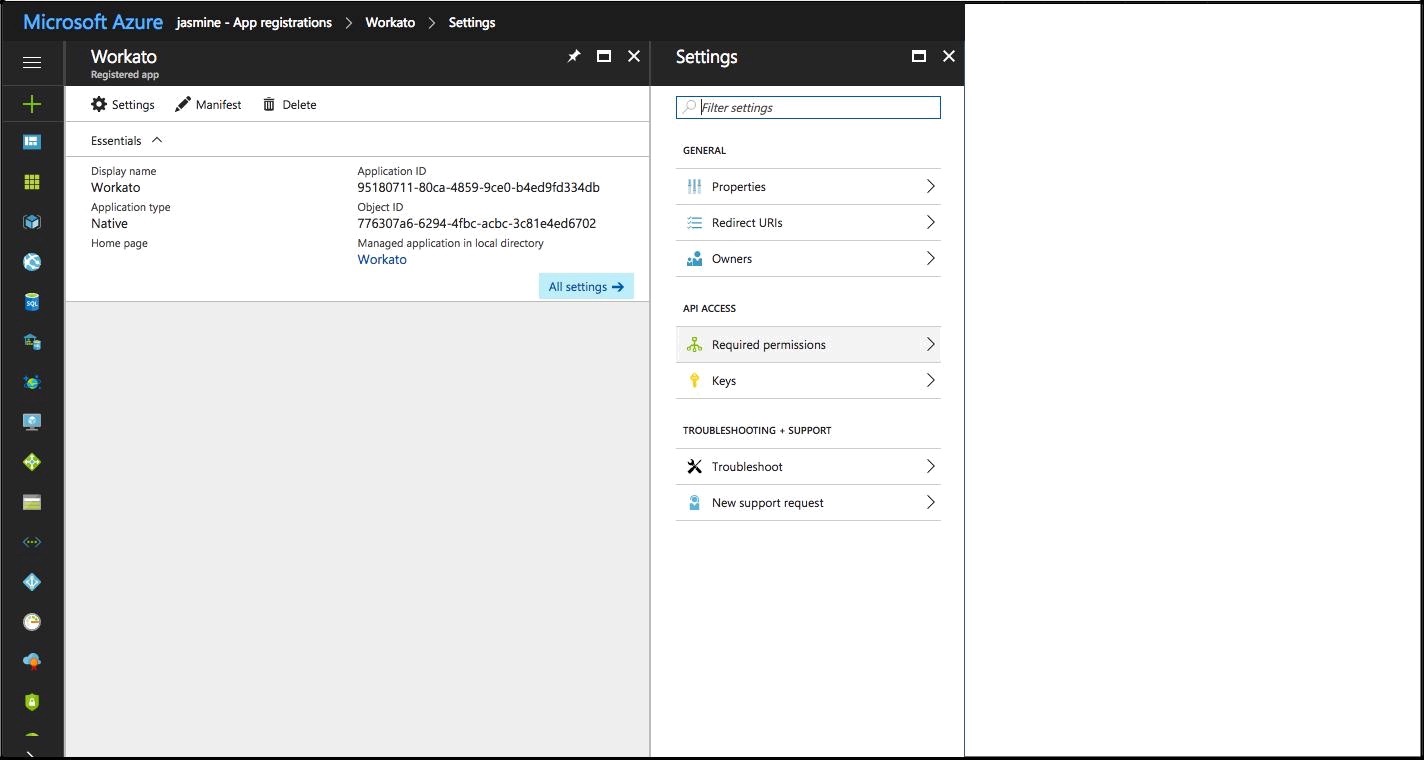 Microsoft Azure jasmine - App registrations > Workato > Settings
Workato
Registered app
Settings Manifest Delete
Essentials
Display name
Workato
Application type
Native
Home page
Application ID
95180711-80ca-4859-9ce0-b4ed9fd334db
Object ID
776307a6-6294-4fbc-acbc-3c81e4ed6702
Managed application in local directory
Workato
All settings →
Settings
Filter settings
GENERAL
Properties
Redirect URIs
Owners
API ACCESS
Required permissions
Keys
TROUBLESHOOTING + SUPPORT
Troubleshoot
New support request
SQL